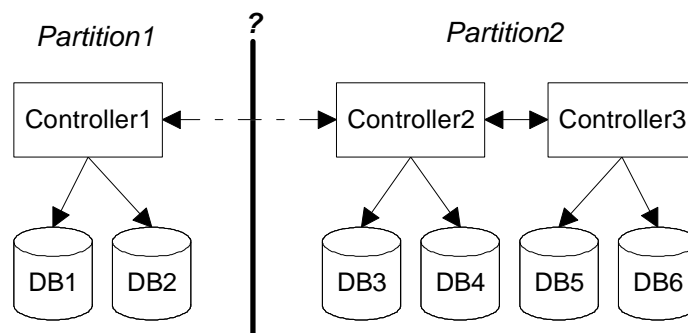 Partition1
?
Partition2
Controller1
Controller2
Controller3
DB1
DB2
DB3
DB4
DB5
DB6